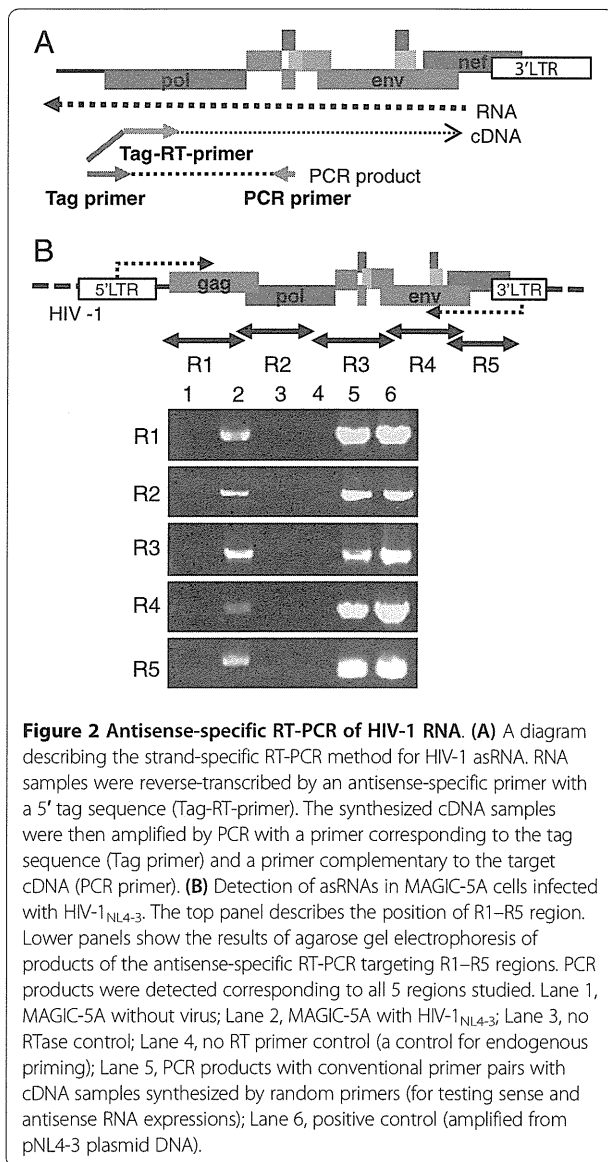 A
pol
env
nef
3'LTR
RNA
cDNA
Tag-RT-primer
PCR product
Tag primer
PCR primer
B
5'LTR
gag
pol
env
3'LTR
HIV -1
R1 R2 R3 R4 R5
1 2 3 4 5 6
R1
R2
R3
R4
R5
Figure 2 Antisense-specific RT-PCR of HIV-1 RNA. (A) A diagram
describing the strand-specific RT-PCR method for HIV-1 asRNA. RNA
samples were reverse-transcribed by an antisense-specific primer with
a 5' tag sequence (Tag-RT-primer). The synthesized cDNA samples
were then amplified by PCR with a primer corresponding to the tag
sequence (Tag primer) and a primer complementary to the target
cDNA (PCR primer). (B) Detection of asRNAs in MAGIC-5A cells infected
with HIV-1NL4-3. The top panel describes the position of R1–R5 region.
Lower panels show the results of agarose gel electrophoresis of
products of the antisense-specific RT-PCR targeting R1–R5 regions. PCR
products were detected corresponding to all 5 regions studied. Lane 1,
MAGIC-5A without virus; Lane 2, MAGIC-5A with HIV-1NL4-3; Lane 3, no
RTase control; Lane 4, no RT primer control (a control for endogenous
priming); Lane 5, PCR products with conventional primer pairs with
cDNA samples synthesized by random primers (for testing sense and
antisense RNA expressions); Lane 6, positive control (amplified from
pNL4-3 plasmid DNA).